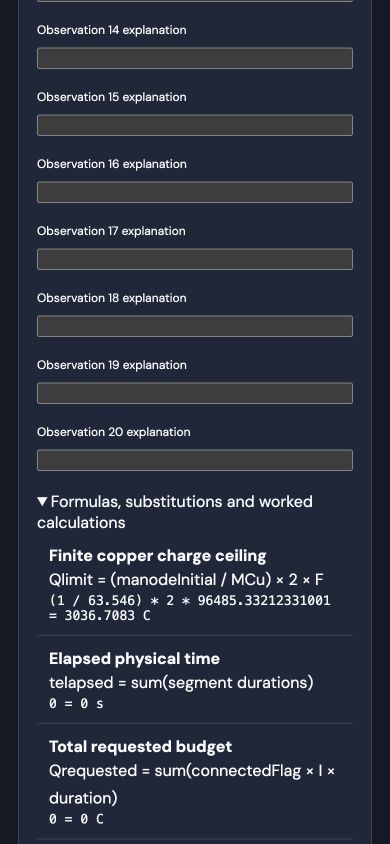 Observation 14 explanation
Observation 15 explanation
Observation 16 explanation
Observation 17 explanation
Observation 18 explanation
Observation 19 explanation
Observation 20 explanation
▼ Formulas, substitutions and worked
calculations
Finite copper charge ceiling
Qlimit = (manodeInitial / MCu) × 2 × F
(1 / 63.546) * 2 * 96485.33212331001
= 3036.7083 C
Elapsed physical time
telapsed = sum(segment durations)
0 = 0 s
Total requested budget
Qrequested = sum(connectedFlag × I ×
duration)
0 = 0 C